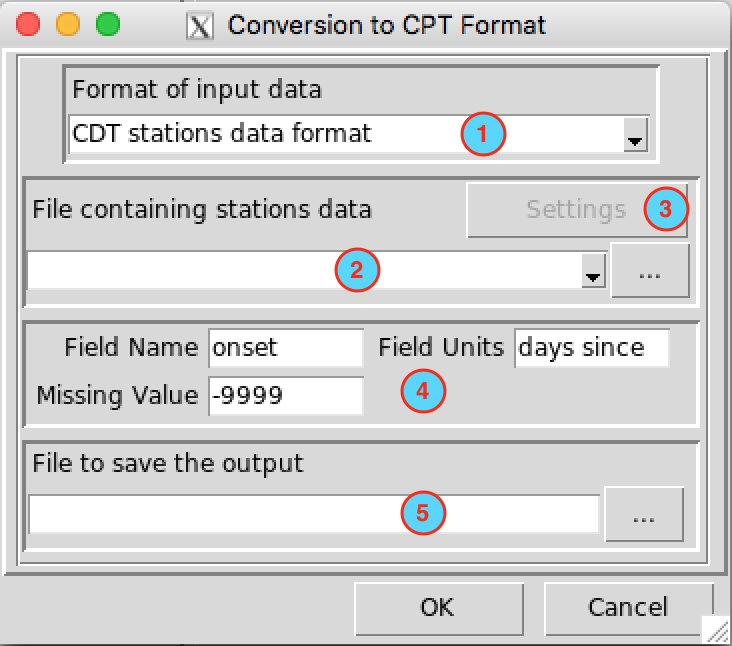 X Conversion to CPT Format
Format of input data
CDT stations data format 1
File containing stations data Settings 3
2 ...
Field Name onset Field Units days since
Missing Value -9999 4
File to save the output
5 ...
OK Cancel